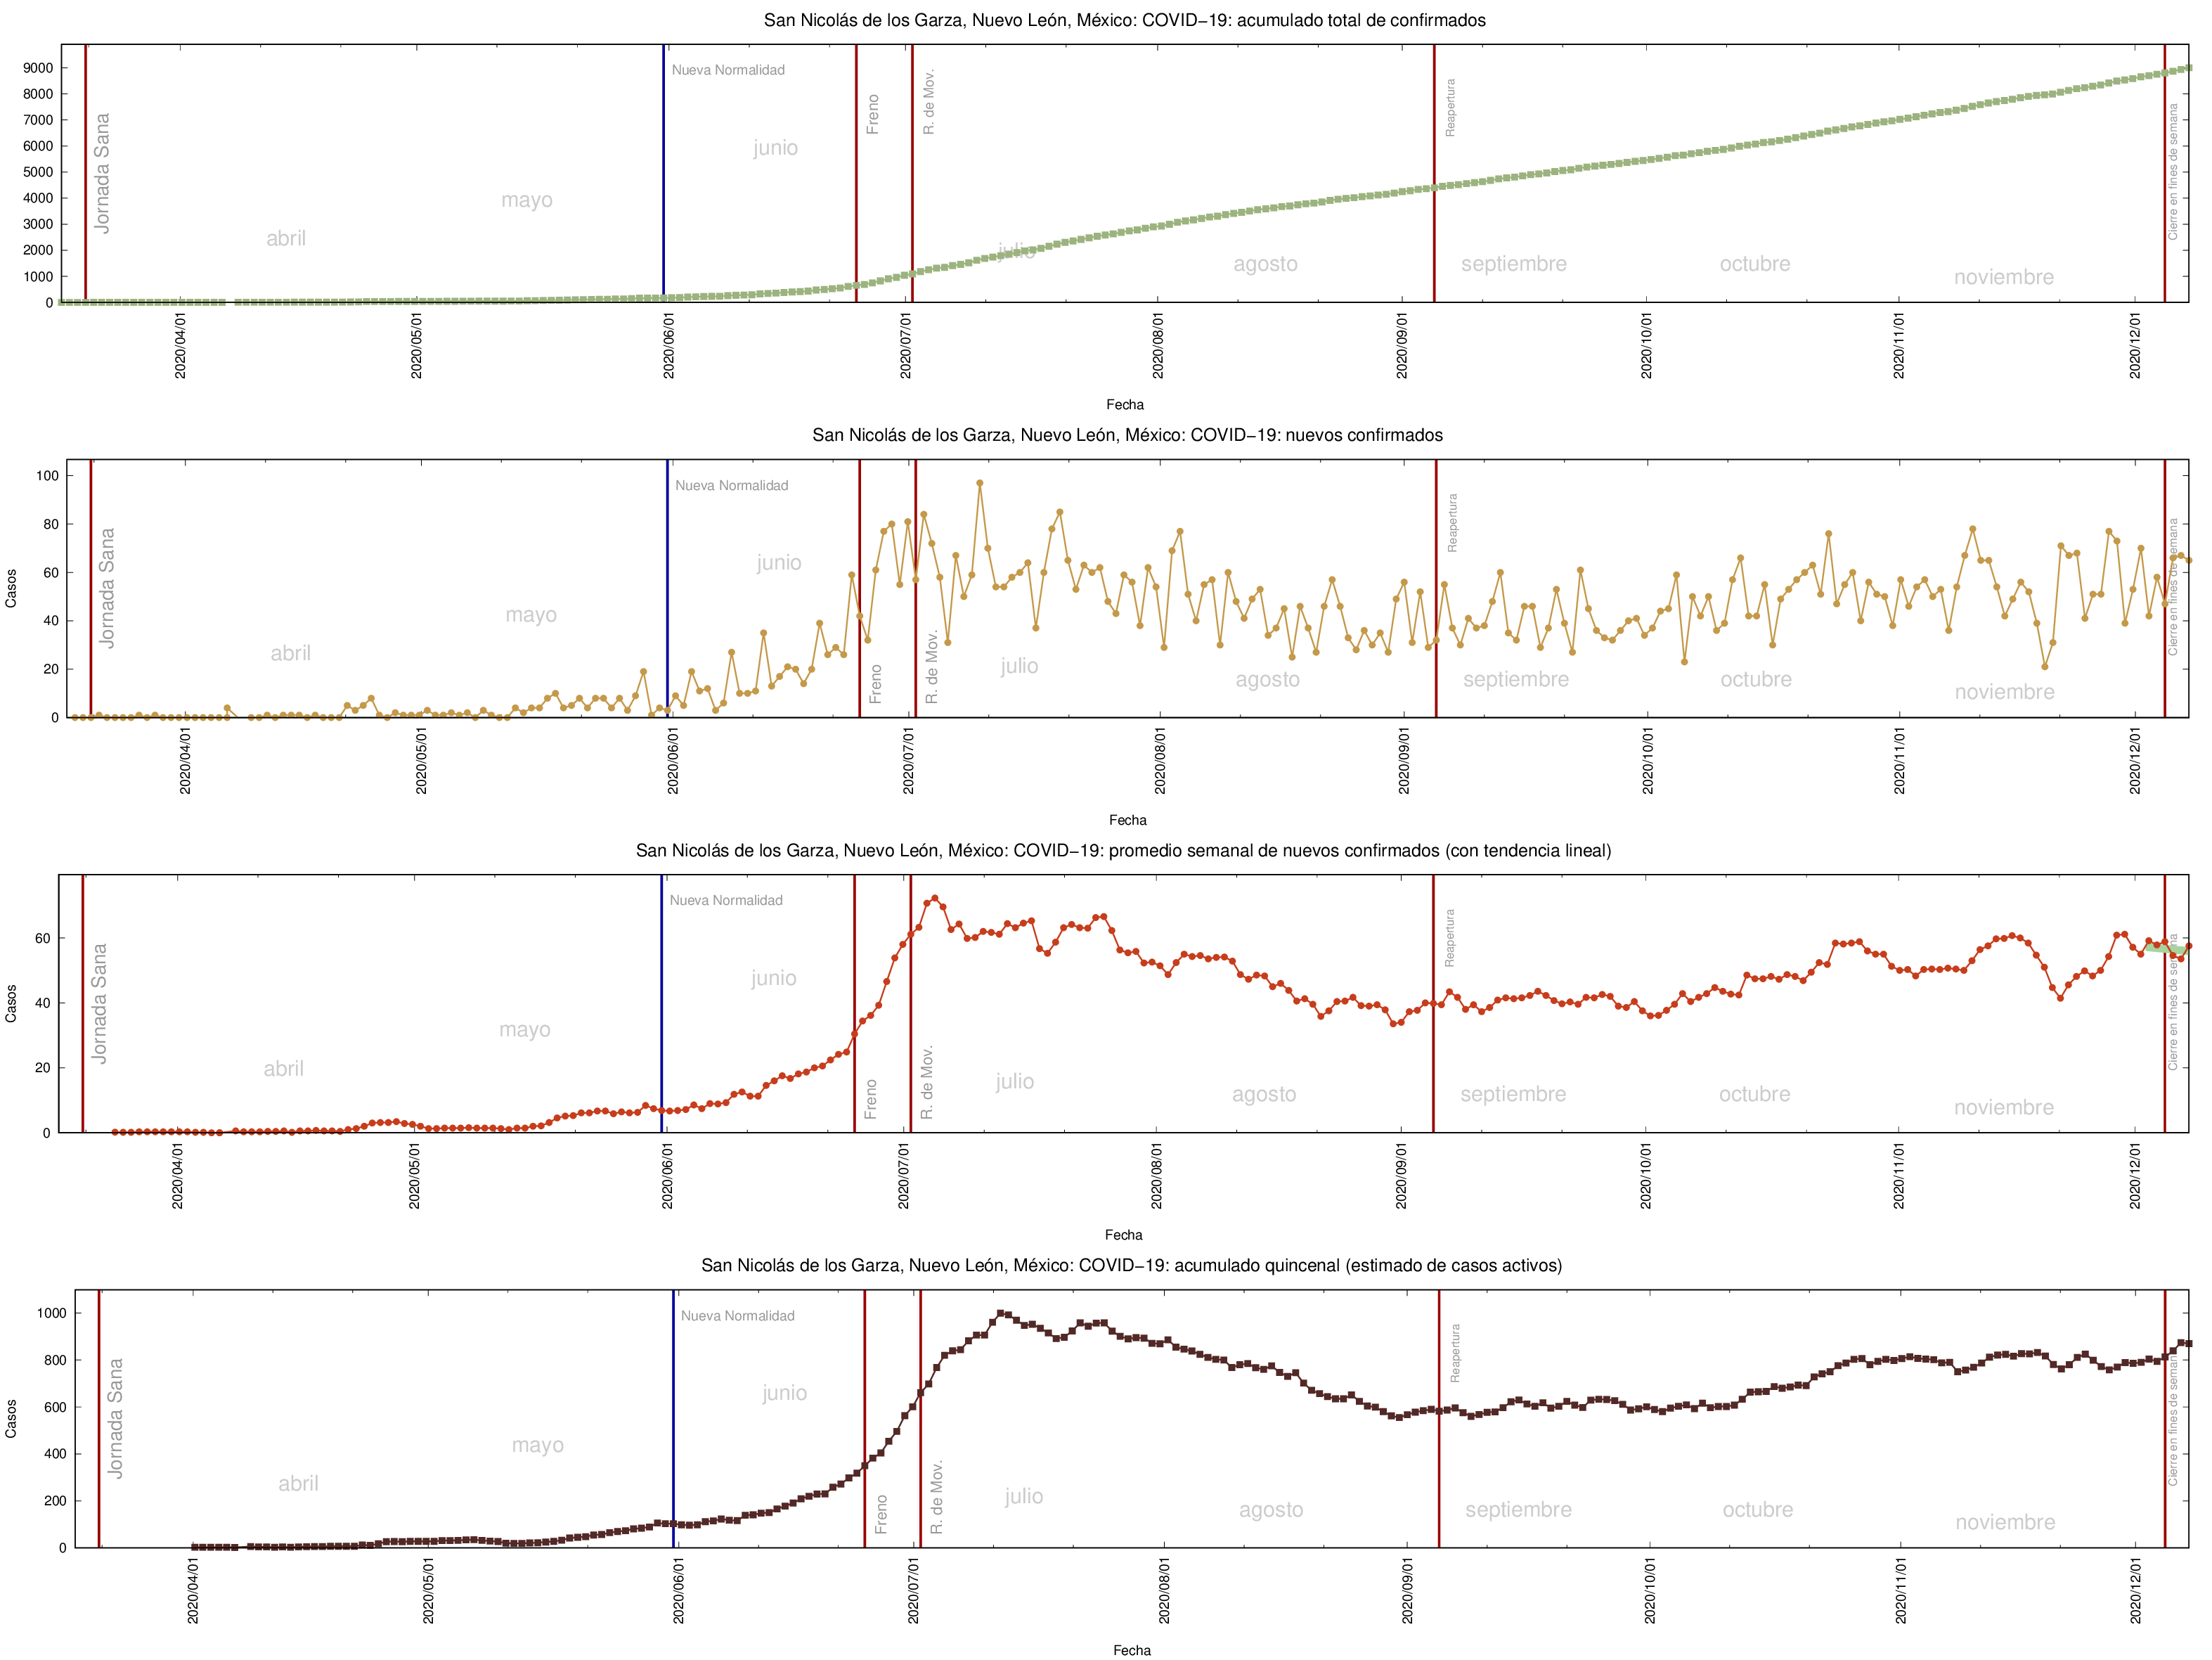 San Nicolás de los Garza, Nuevo León, México: COVID−19: acumulado total de confirmados
9000
8000
7000
6000
5000
4000
3000
2000
1000
0
Jornada Sana
abril
mayo
Nueva Normalidad
junio
Freno
R. de Mov.
julio
agosto
Reapertura
septiembre
octubre
noviembre
Cierre en fines de semana
2020/04/01
2020/05/01
2020/06/01
2020/07/01
2020/08/01
2020/09/01
2020/10/01
2020/11/01
2020/12/01
Fecha
San Nicolás de los Garza, Nuevo León, México: COVID−19: nuevos confirmados
Casos
100
80
60
40
20
0
Jornada Sana
abril
mayo
Nueva Normalidad
junio
Freno
R. de Mov.
julio
agosto
Reapertura
septiembre
octubre
noviembre
Cierre en fines de semana
2020/04/01
2020/05/01
2020/06/01
2020/07/01
2020/08/01
2020/09/01
2020/10/01
2020/11/01
2020/12/01
Fecha
San Nicolás de los Garza, Nuevo León, México: COVID−19: promedio semanal de nuevos confirmados (con tendencia lineal)
Casos
60
40
20
0
Jornada Sana
abril
mayo
Nueva Normalidad
junio
Freno
R. de Mov.
julio
agosto
Reapertura
septiembre
octubre
noviembre
Cierre en fines de semana
2020/04/01
2020/05/01
2020/06/01
2020/07/01
2020/08/01
2020/09/01
2020/10/01
2020/11/01
2020/12/01
Fecha
San Nicolás de los Garza, Nuevo León, México: COVID−19: acumulado quincenal (estimado de casos activos)
Casos
1000
800
600
400
200
0
Jornada Sana
abril
mayo
Nueva Normalidad
junio
Freno
R. de Mov.
julio
agosto
Reapertura
septiembre
octubre
noviembre
Cierre en fines de semana
2020/04/01
2020/05/01
2020/06/01
2020/07/01
2020/08/01
2020/09/01
2020/10/01
2020/11/01
2020/12/01
Fecha